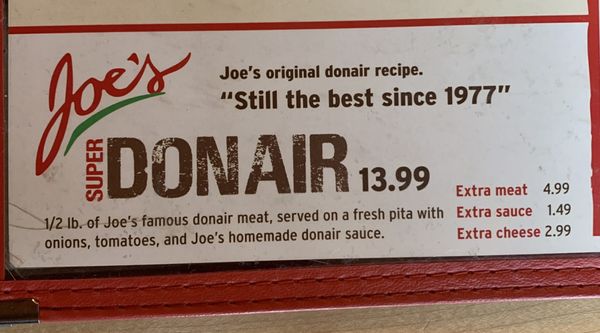 Joe's
Joe's original donair recipe.
"Still the best since 1977"
SUPER DONAIR 13.99
1/2 lb. of Joe's famous donair meat, served on a fresh pita with
onions, tomatoes, and Joe's homemade donair sauce.
Extra meat 4.99
Extra sauce 1.49
Extra cheese 2.99